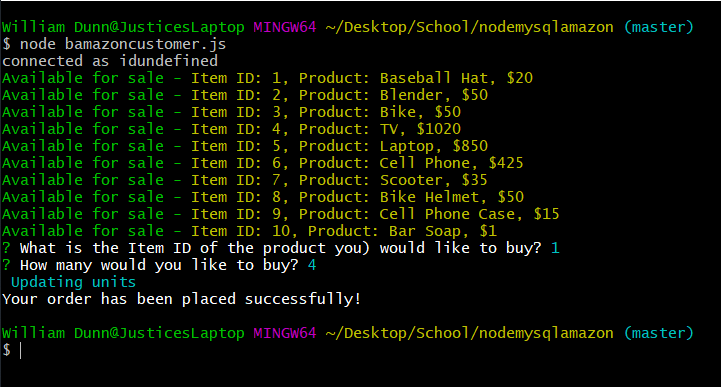 William Dunn@JusticesLaptop MINGW64 ~/Desktop/School/nodemysqlamazon (master)
$ node bamazoncustomer.js
connected as idundefined
Available for sale - Item ID: 1, Product: Baseball Hat, $20
Available for sale - Item ID: 2, Product: Blender, $50
Available for sale - Item ID: 3, Product: Bike, $50
Available for sale - Item ID: 4, Product: TV, $1020
Available for sale - Item ID: 5, Product: Laptop, $850
Available for sale - Item ID: 6, Product: Cell Phone, $425
Available for sale - Item ID: 7, Product: Scooter, $35
Available for sale - Item ID: 8, Product: Bike Helmet, $50
Available for sale - Item ID: 9, Product: Cell Phone Case, $15
Available for sale - Item ID: 10, Product: Bar Soap, $1
? What is the Item ID of the product you) would like to buy? 1
? How many would you like to buy? 4
Updating units
Your order has been placed successfully!
William Dunn@JusticesLaptop MINGW64 ~/Desktop/School/nodemysqlamazon (master)
$